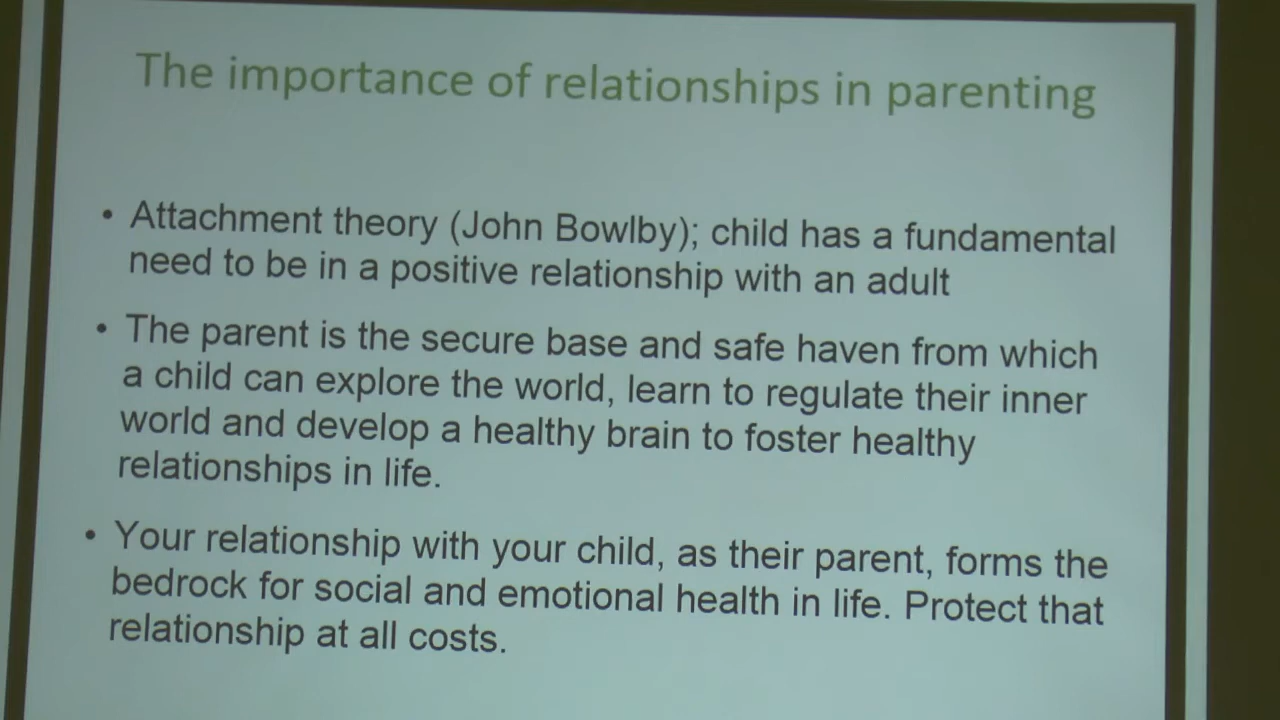 The importance of relationships in parenting
• Attachment theory (John Bowlby); child has a fundamental
need to be in a positive relationship with an adult
• The parent is the secure base and safe haven from which
a child can explore the world, learn to regulate their inner
world and develop a healthy brain to foster healthy
relationships in life.
• Your relationship with your child, as their parent, forms the
bedrock for social and emotional health in life. Protect that
relationship at all costs.